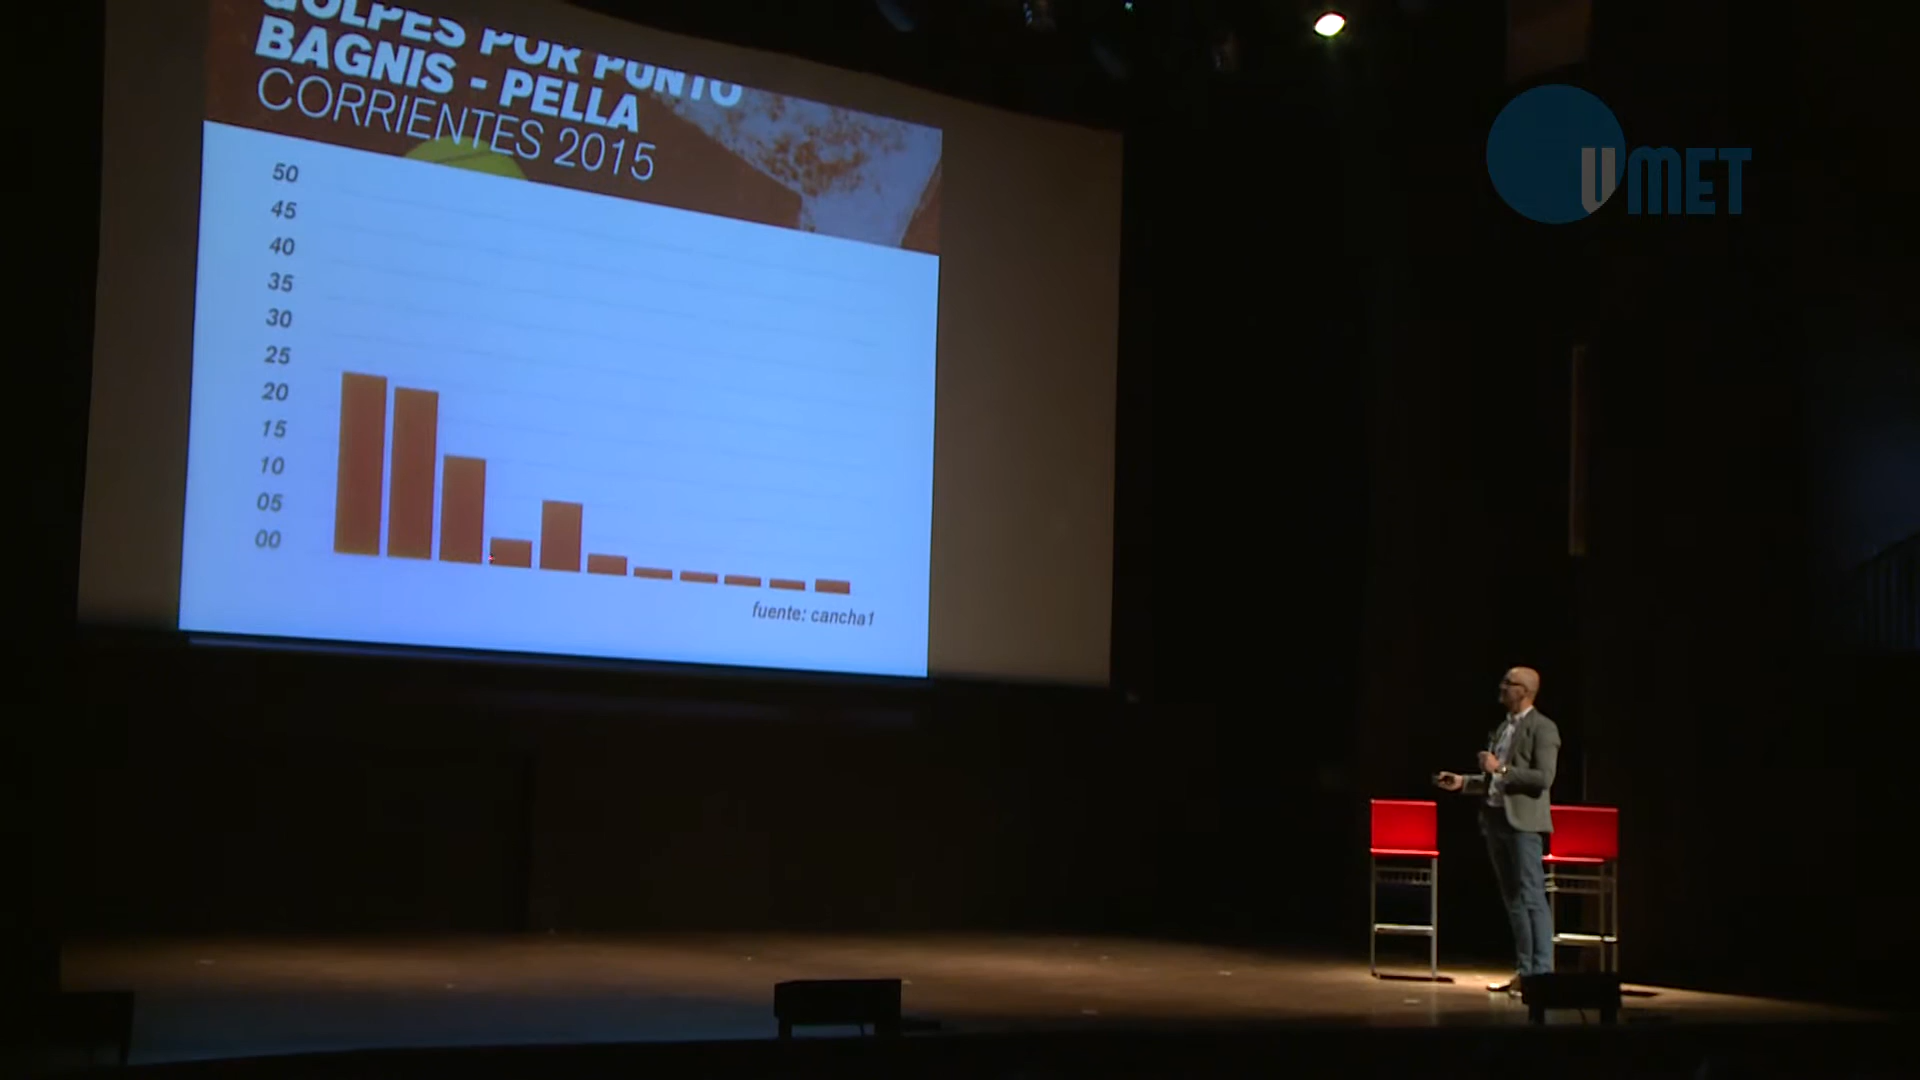 GOLPES POR PUNTO
BAGNIS - PELLA
CORRIENTES 2015
50
45
40
35
30
25
20
15
10
05
00
fuente: cancha1
UMET